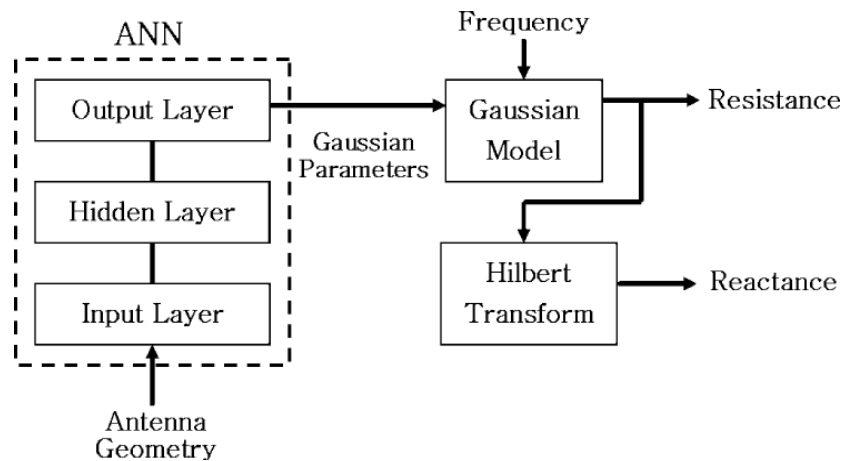 ANN
Frequency
Output Layer
Gaussian
Model
Resistance
Gaussian
Parameters
Hidden Layer
Hilbert
Transform
Reactance
Input Layer
Antenna
Geometry